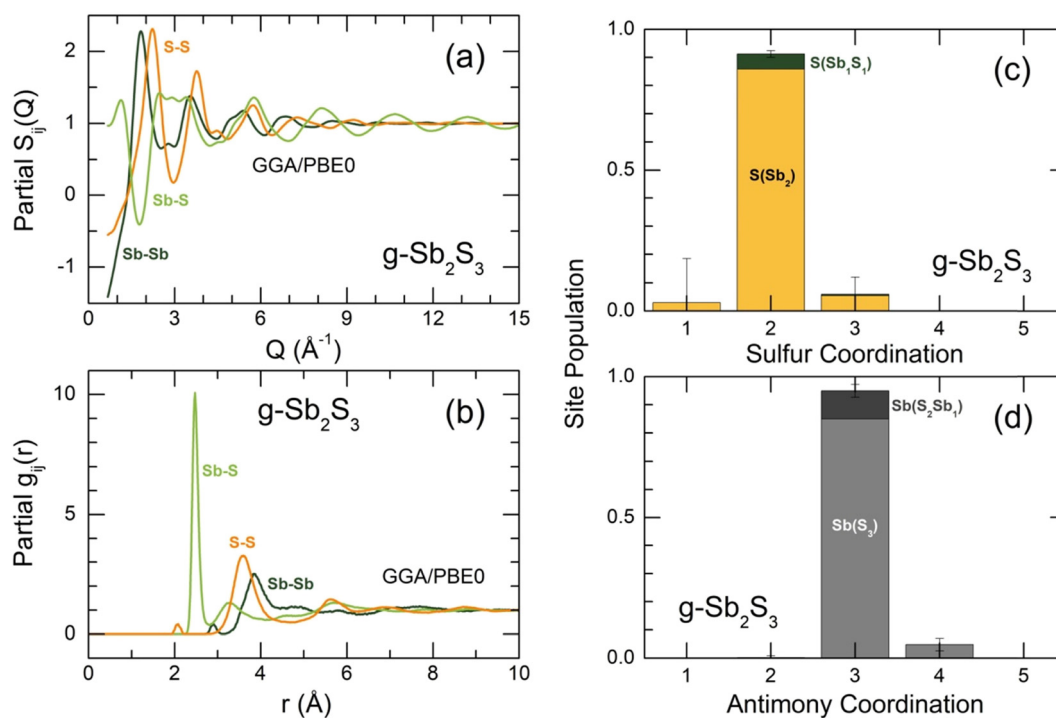 (a)
S-S
Sb-S
Sb-Sb
GGA/PBE0
g-Sb₂S₃
Partial Sᵢⱼ(Q)
2
1
0
-1
0 3 6 9 12 15
Q (Å⁻¹)
(b)
g-Sb₂S₃
Sb-S
S-S
Sb-Sb
GGA/PBE0
Partial gᵢⱼ(r)
10
5
0
0 2 4 6 8 10
r (Å)
Site Population
(c)
S(Sb₁S₁)
S(Sb₂)
g-Sb₂S₃
1.0
0.5
0.0
1 2 3 4 5
Sulfur Coordination
(d)
Sb(S₂Sb₁)
Sb(S₃)
g-Sb₂S₃
1.0
0.5
0.0
1 2 3 4 5
Antimony Coordination